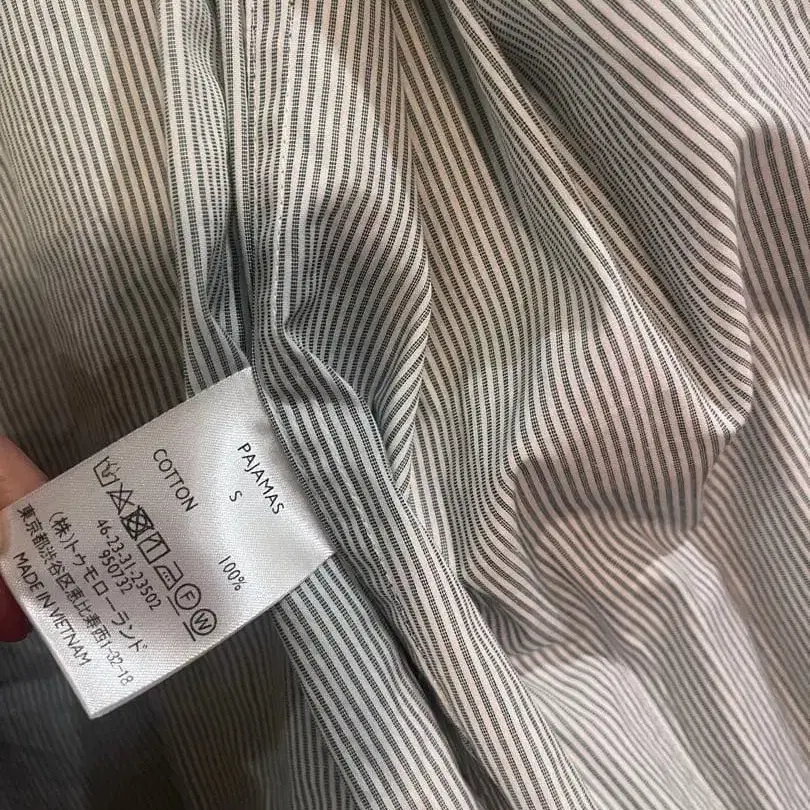 PAJAMAS
S
COTTON 100%
Ⓕ Ⓦ
46-23-31-23502
950732
(株)トゥモローランド
東京都渋谷区恵比寿西1-32-18
MADE IN VIETNAM